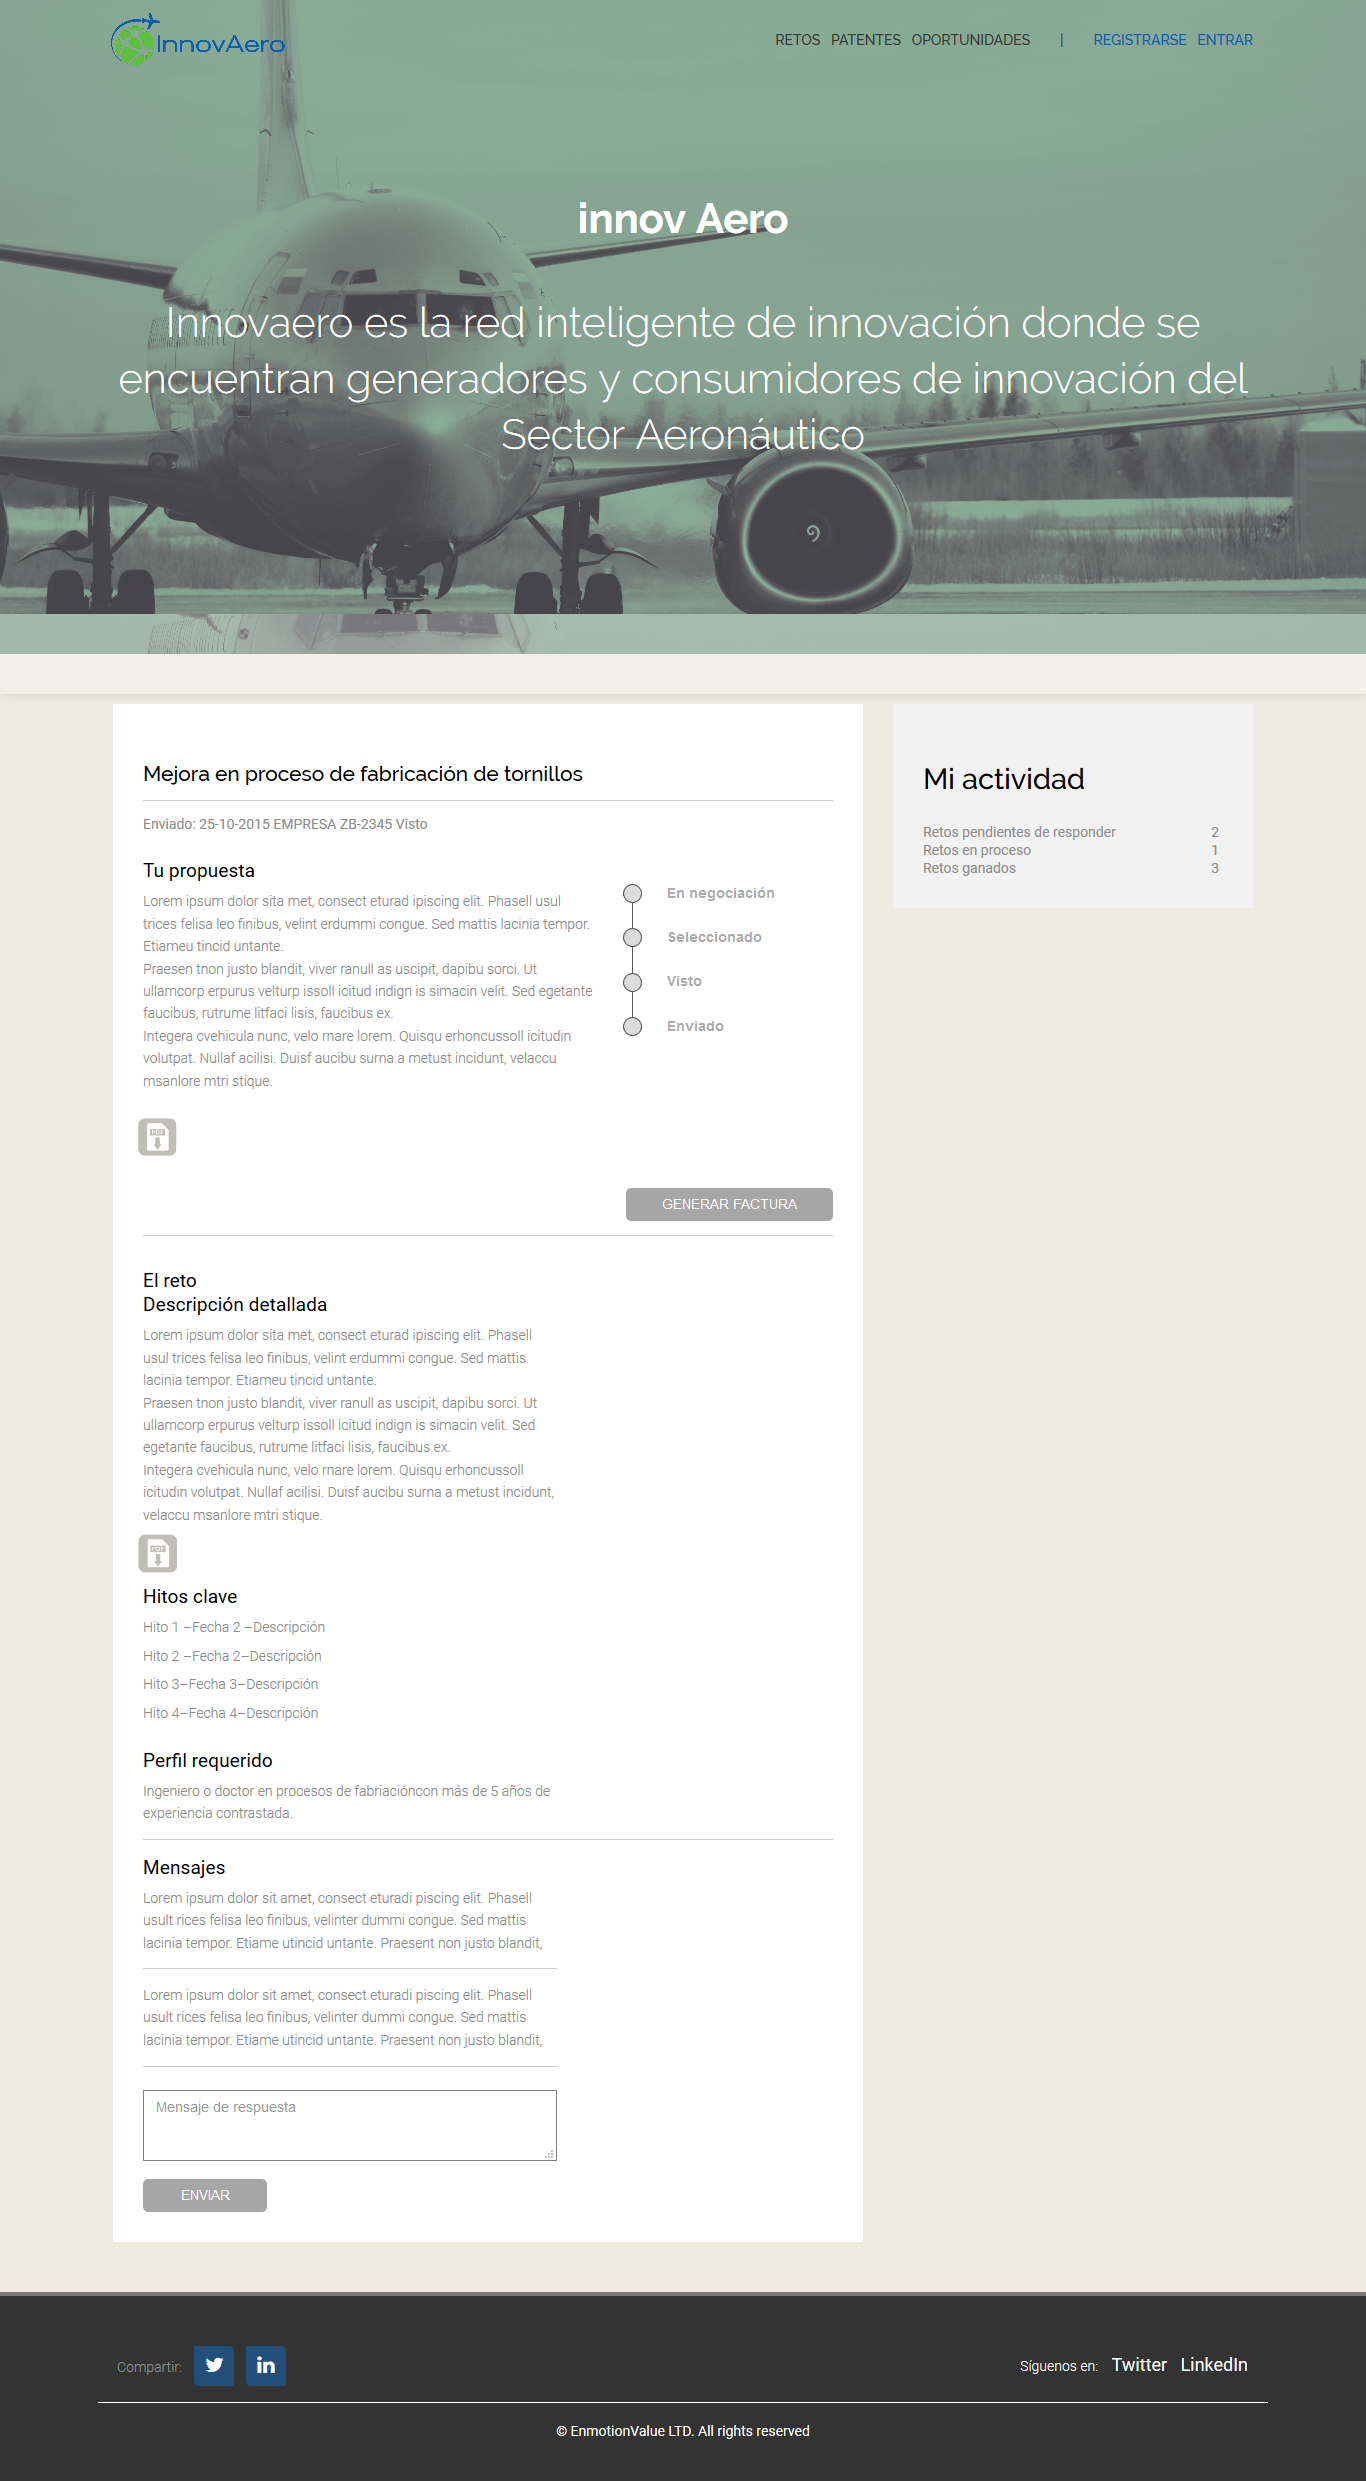 InnovAero
RETOS PATENTES OPORTUNIDADES | REGISTRARSE ENTRAR
innov Aero
Innovaero es la red inteligente de innovación donde se
encuentran generadores y consumidores de innovación del
Sector Aeronáutico
Mejora en proceso de fabricación de tornillos
Enviado: 25-10-2015 EMPRESA ZB-2345 Visto
Tu propuesta
Lorem ipsum dolor sita met, consect eturad ipiscing elit. Phasell usul
trices felisa leo finibus, velint erdummi congue. Sed mattis lacinia tempor.
Etiameu tincid untante.
Praesen tnon justo blandit, viver ranull as uscipit, dapibu sorci. Ut
ullamcorp erpurus velturp issoll icitud indign is simacin velit. Sed egetante
faucibus, rutrume litfaci lisis, faucibus ex.
Integera cvehicula nunc, velo rnare lorem. Quisqu erhoncussoll icitudin
volutpat. Nullaf acilisi. Duisf aucibu surna a metust incidunt, velaccu
msanlore mtri stique.
En negociación
Seleccionado
Visto
Enviado
PDF
GENERAR FACTURA
El reto
Descripción detallada
Lorem ipsum dolor sita met, consect eturad ipiscing elit. Phasell
usul trices felisa leo finibus, velint erdummi congue. Sed mattis
lacinia tempor. Etiameu tincid untante.
Praesen tnon justo blandit, viver ranull as uscipit, dapibu sorci. Ut
ullamcorp erpurus velturp issoll icitud indign is simacin velit. Sed
egetante faucibus, rutrume litfaci lisis, faucibus ex.
Integera cvehicula nunc, velo rnare lorem. Quisqu erhoncussoll
icitudin volutpat. Nullaf acilisi. Duisf aucibu surna a metust incidunt,
velaccu msanlore mtri stique.
PDF
Hitos clave
Hito 1 –Fecha 2 –Descripción
Hito 2 –Fecha 2–Descripción
Hito 3–Fecha 3–Descripción
Hito 4–Fecha 4–Descripción
Perfil requerido
Ingeniero o doctor en procesos de fabriacióncon más de 5 años de
experiencia contrastada.
Mensajes
Lorem ipsum dolor sit amet, consect eturadi piscing elit. Phasell
usult rices felisa leo finibus, velinter dummi congue. Sed mattis
lacinia tempor. Etiame utincid untante. Praesent non justo blandit,
Lorem ipsum dolor sit amet, consect eturadi piscing elit. Phasell
usult rices felisa leo finibus, velinter dummi congue. Sed mattis
lacinia tempor. Etiame utincid untante. Praesent non justo blandit,
Mensaje de respuesta
ENVIAR
Mi actividad
Retos pendientes de responder 2
Retos en proceso 1
Retos ganados 3
Compartir: in
Síguenos en: Twitter LinkedIn
© EnmotionValue LTD. All rights reserved